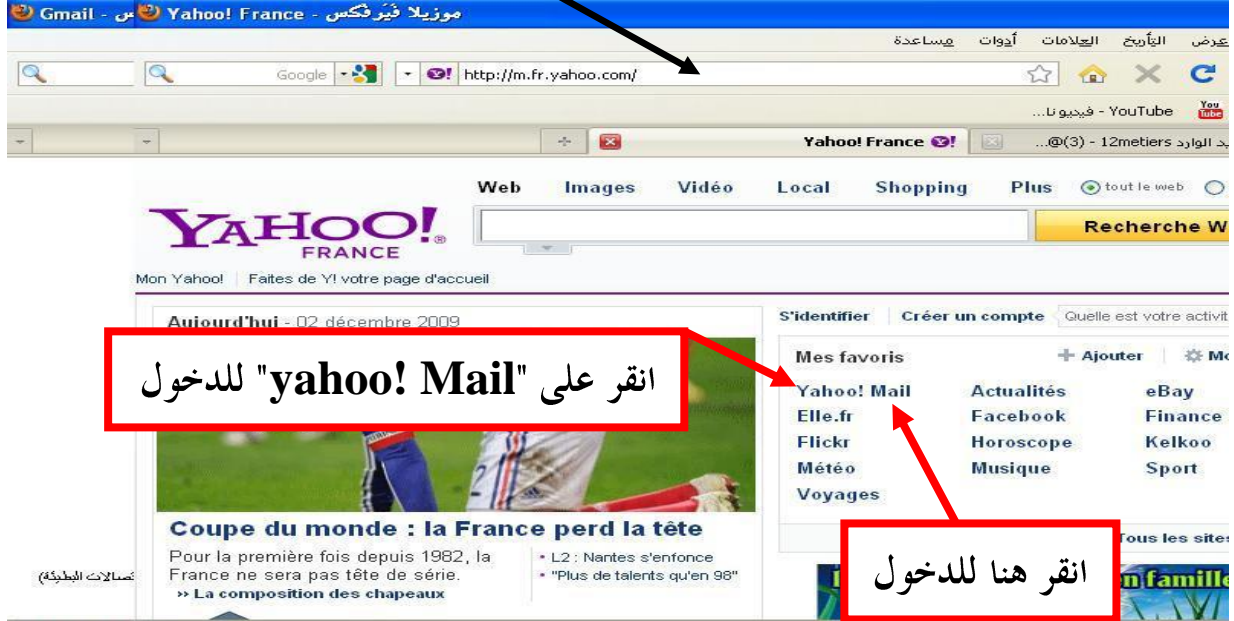 Gmail - س
Yahoo! France - موزيلا فَيَرفُكس
عرض التأريخ العلامات أدوات مساعدة
http://m.fr.yahoo.com/
Google
YouTube - فيديو نا...
Yahoo! France
يد الوارد (3) - 12metiers@...
Web Images Vidéo Local Shopping Plus tout le web
YAHOO!®
FRANCE
Recherche W
Mon Yahoo! Faites de Y! votre page d'accueil
Aujourd'hui - 02 décembre 2009
S'identifier Créer un compte Quelle est votre activit
انقر على "yahoo! Mail" للدخول
Mes favoris Ajouter Mo
Yahoo! Mail Actualités eBay
Elle.fr Facebook Finance
Flickr Horoscope Kelkoo
Météo Musique Sport
Voyages
Tous les sites
انقر هنا للدخول
n famille
Coupe du monde : la France perd la tête
Pour la première fois depuis 1982, la
France ne sera pas tête de série.
» La composition des chapeaux
• L2 : Nantes s'enfonce
• "Plus de talents qu'en 98"
تصالات البطيئة)